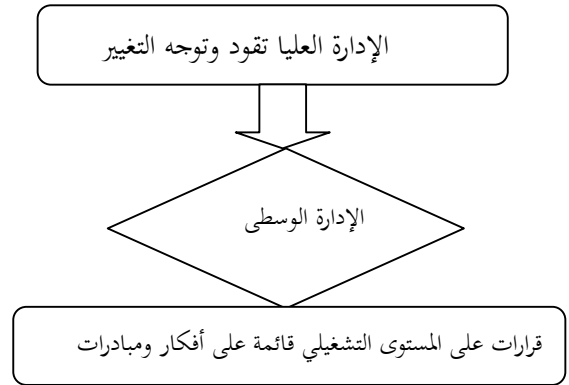 الإدارة العليا تقود وتوجه التغيير
الإدارة الوسطى
قرارات على المستوى التشغيلي قائمة على أفكار ومبادرات